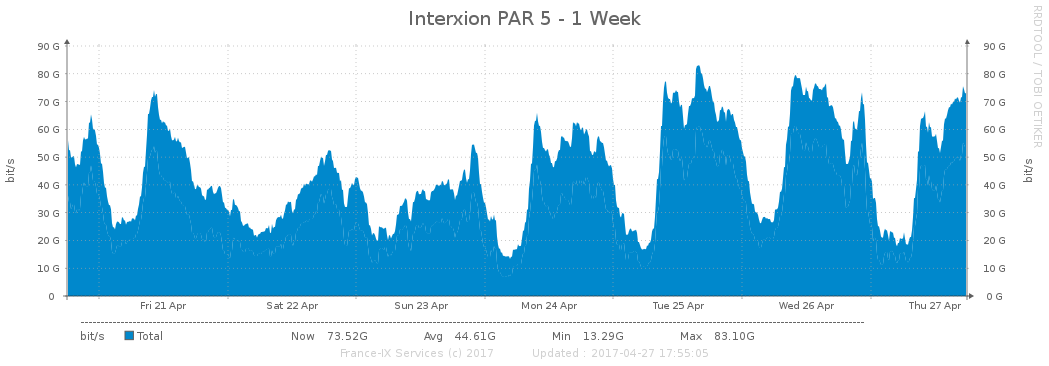 Interxion PAR 5 - 1 Week
RRDTOOL / TOBI OETIKER
90 G 90 G
80 G 80 G
70 G 70 G
60 G 60 G
50 G 50 G
40 G 40 G
30 G 30 G
20 G 20 G
10 G 10 G
0 0 G
bit/s bit/s
Fri 21 Apr Sat 22 Apr Sun 23 Apr Mon 24 Apr Tue 25 Apr Wed 26 Apr Thu 27 Apr
bit/s Total Now 73.52G Avg 44.61G Min 13.29G Max 83.10G
France-IX Services (c) 2017 Updated : 2017-04-27 17:55:05